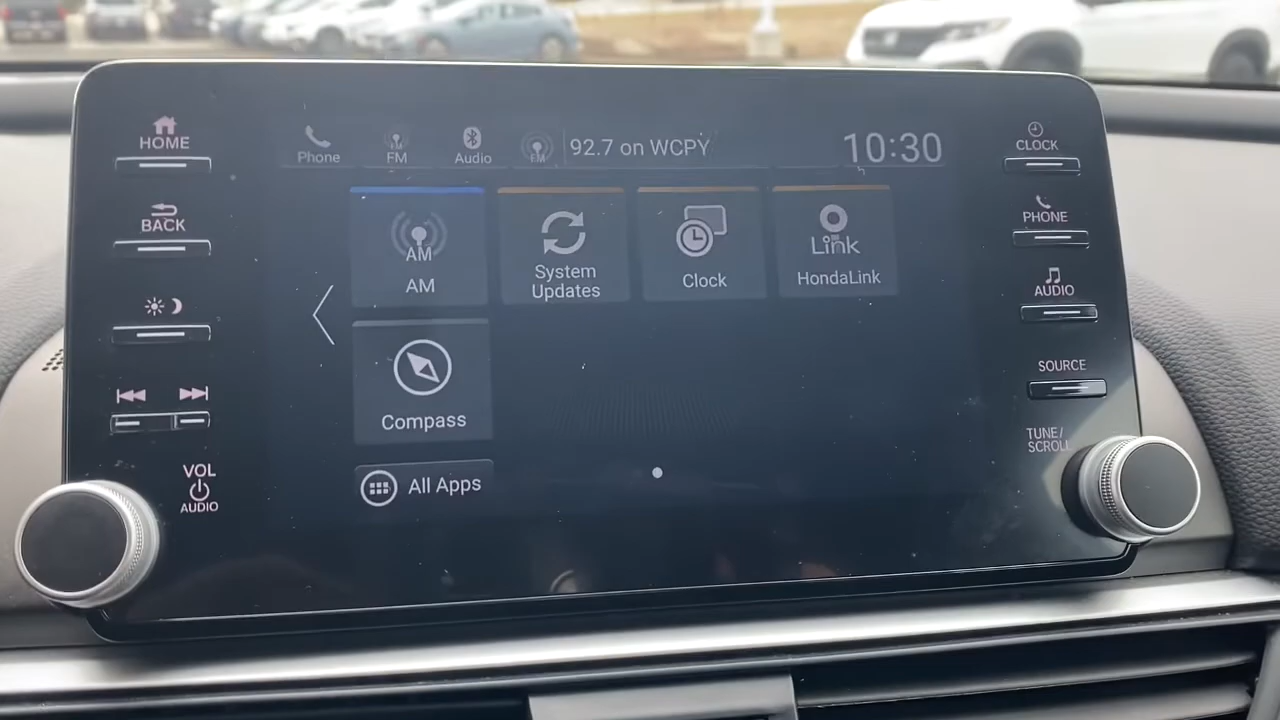 HOME
BACK
VOL
AUDIO
Phone
FM
Audio
FM
92.7 on WCPY
10:30
AM
AM
System
Updates
Clock
Link
HondaLink
Compass
All Apps
CLOCK
PHONE
AUDIO
SOURCE
TUNE/
SCROLL